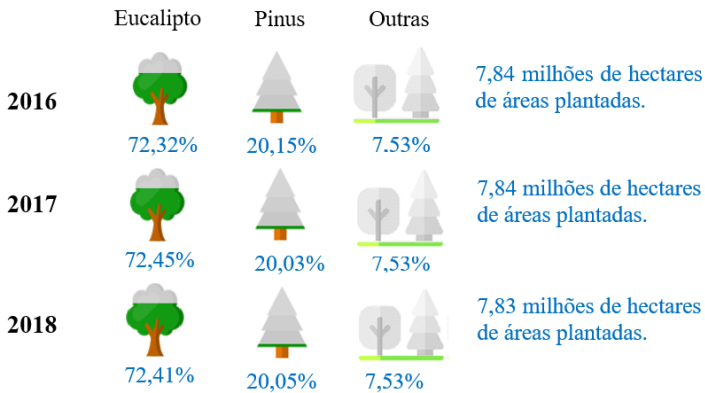 Eucalipto Pinus Outras
2016
7,84 milhões de hectares
de áreas plantadas.
72,32% 20,15% 7.53%
2017
7,84 milhões de hectares
de áreas plantadas.
72,45% 20,03% 7,53%
2018
7,83 milhões de hectares
de áreas plantadas.
72,41% 20,05% 7,53%